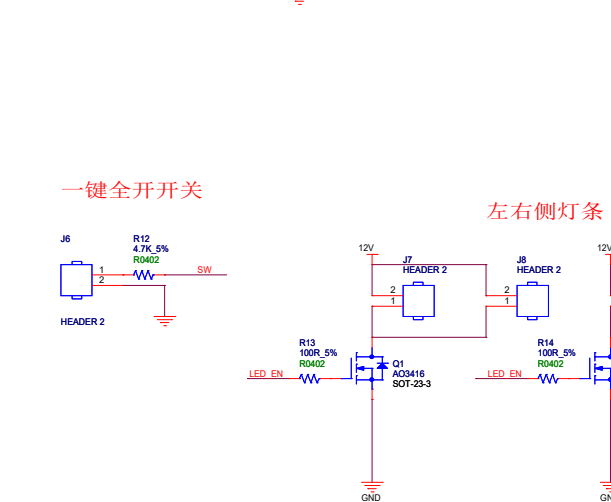 一键全开开关
左右侧灯条
J6
R12
4.7K_5%
R0402
1
2
SW
HEADER 2
12V
J7
HEADER 2
2
1
J8
HEADER 2
2
1
12V
R13
100R_5%
R0402
LED_EN
Q1
AO3416
SOT-23-3
R14
100R_5%
R0402
LED_EN
GND